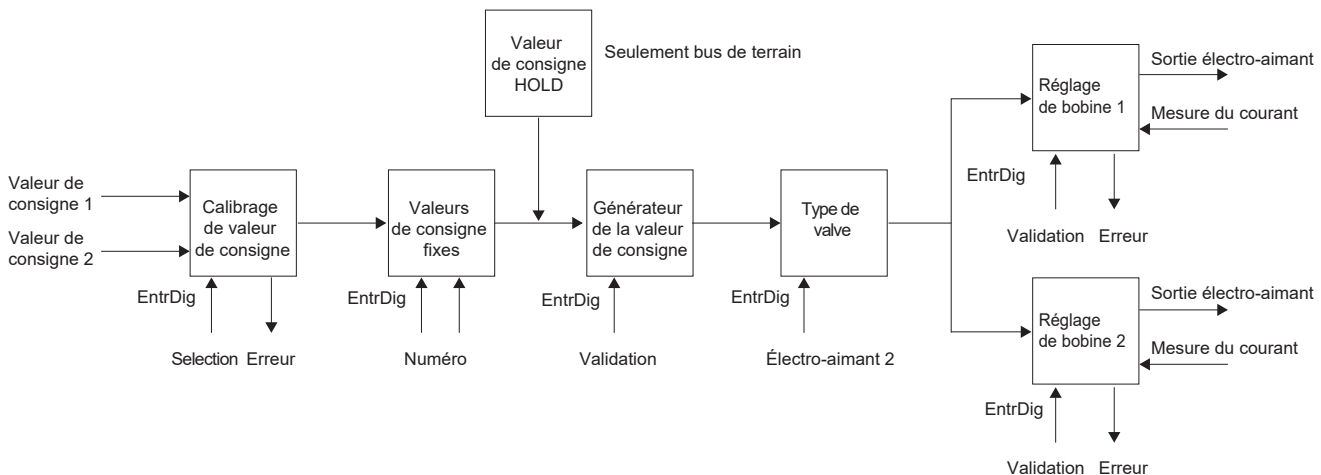 Valeur
de consigne
HOLD
Seulement bus de terrain
Valeur de
consigne 1
Valeur de
consigne 2
Calibrage
de valeur
de consigne
EntrDig
Selection
Erreur
Valeurs
de consigne
fixes
EntrDig
Numéro
Générateur
de la valeur
de consigne
EntrDig
Validation
Type de
valve
EntrDig
Électro-aimant 2
Réglage
de bobine 1
Sortie électro-aimant
Mesure du courant
EntrDig
Validation
Erreur
Réglage
de bobine 2
Sortie électro-aimant
Mesure du courant
EntrDig
Validation
Erreur